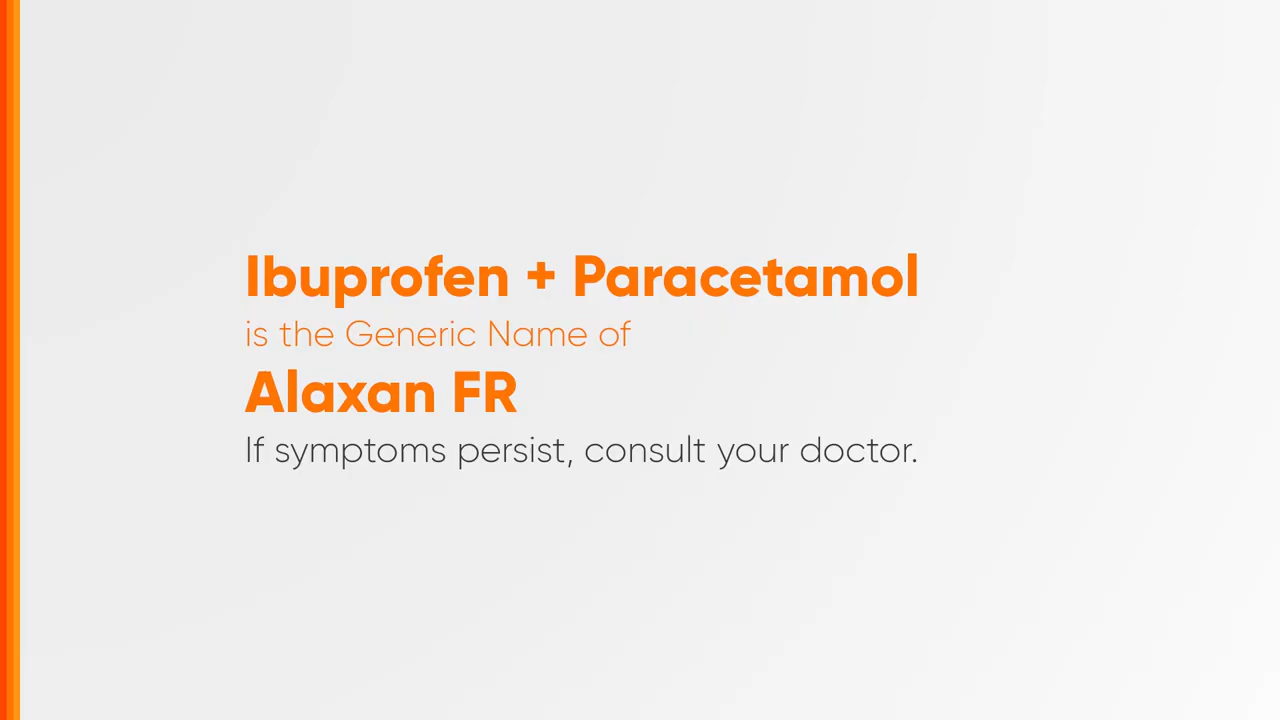 Ibuprofen + Paracetamol
is the Generic Name of
Alaxan FR
If symptoms persist, consult your doctor.